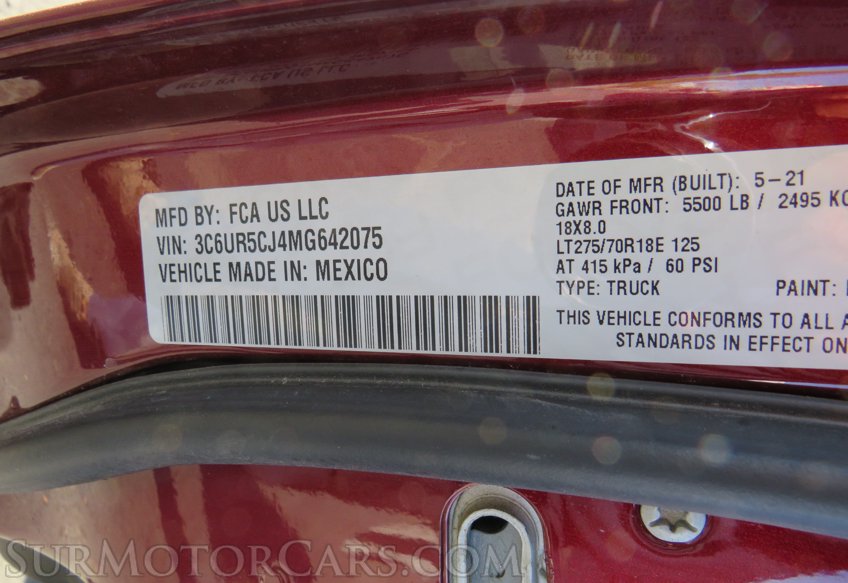 MFD BY: FCA US LLC
VIN: 3C6UR5CJ4MG642075
VEHICLE MADE IN: MEXICO
DATE OF MFR (BUILT): 5-21
GAWR FRONT: 5500 LB / 2495 KG
18X8.0
LT275/70R18E 125
AT 415 kPa / 60 PSI
TYPE: TRUCK PAINT:
THIS VEHICLE CONFORMS TO ALL A
STANDARDS IN EFFECT ON
SurMotorCars.com